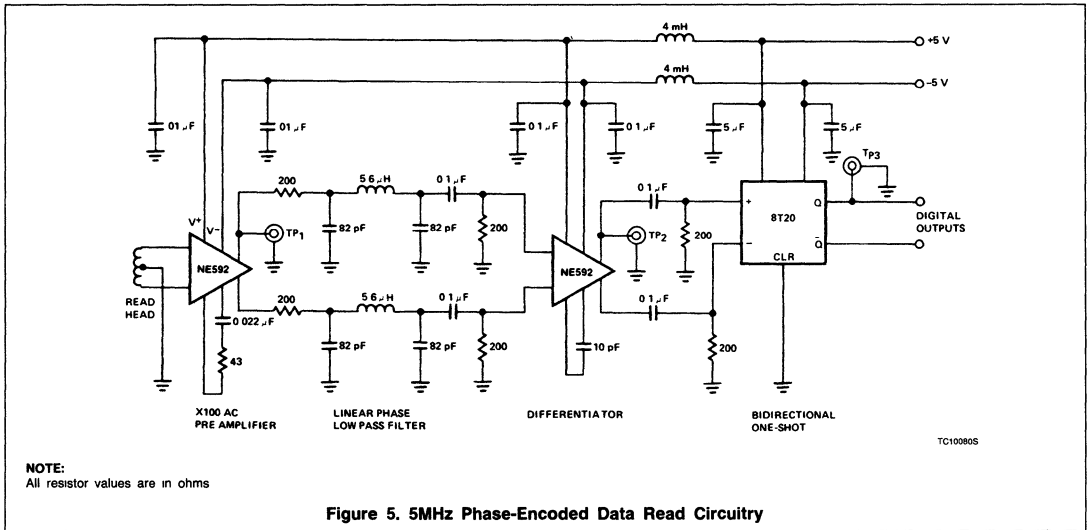 4 mH
+5 V
4 mH
−5 V
01 µF
01 µF
0 1 µF
0 1 µF
5 µF
5 µF
TP3
200
5 6 µH
0 1 µF
0 1 µF
+
Q
V+
V−
TP1
82 pF
82 pF
200
TP2
200
8T20
DIGITAL
OUTPUTS
−
Q̄
CLR
NE592
NE592
READ
HEAD
200
5 6 µH
0 1 µF
0 1 µF
0 022 µF
82 pF
82 pF
200
10 pF
200
43
X100 AC
PRE AMPLIFIER
LINEAR PHASE
LOW PASS FILTER
DIFFERENTIATOR
BIDIRECTIONAL
ONE-SHOT
TC10080S
NOTE:
All resistor values are in ohms
Figure 5. 5MHz Phase-Encoded Data Read Circuitry